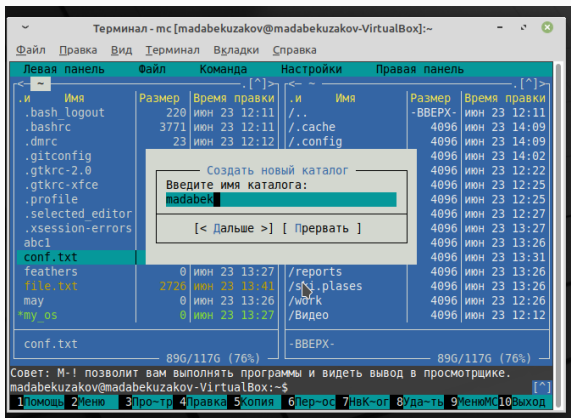 Терминал - mc [madabekuzakov@madabekuzakov-VirtualBox]:~
Файл Правка Вид Терминал Вкладки Справка
Левая панель Файл Команда Настройки Правая панель
<- ~ .[^]> <- ~ .[^]>
.и Имя Размер Время правки .и Имя Размер Время правки
.bash_logout 220 июн 23 12:11 /.. -ВВЕРХ- июн 23 12:11
.bashrc 3771 июн 23 12:11 /.cache 4096 июн 23 14:09
.dmrc 23 июн 23 12:12 /.config 4096 июн 23 14:09
.gitconfig 4096 июн 23 14:02
.gtkrc-2.0 4096 июн 23 12:22
.gtkrc-xfce 4096 июн 23 12:25
.profile 4096 июн 23 12:25
.selected_editor 4096 июн 23 12:27
.xsession-errors 4096 июн 23 13:27
abc1 4096 июн 23 13:26
conf.txt 4096 июн 23 13:31
Создать новый каталог
Введите имя каталога:
madabek
[< Дальше >] [ Прервать ]
feathers 0 июн 23 13:27 /reports 4096 июн 23 13:26
file.txt 2726 июн 23 13:41 /ski.plases 4096 июн 23 13:26
may 0 июн 23 13:26 /work 4096 июн 23 12:26
*my_os 0 июн 23 13:27 /Видео 4096 июн 23 12:12
conf.txt -ВВЕРХ-
89G/117G (76%) 89G/117G (76%)
Совет: M-! позволит вам выполнять программы и видеть вывод в просмотрщике.
madabekuzakov@madabekuzakov-VirtualBox:~$ [^]
1Помощь 2Меню 3Про~тр 4Правка 5Копия 6Пер~ос 7НвК~ог 8Уда~ть 9МенюMC 10Выход